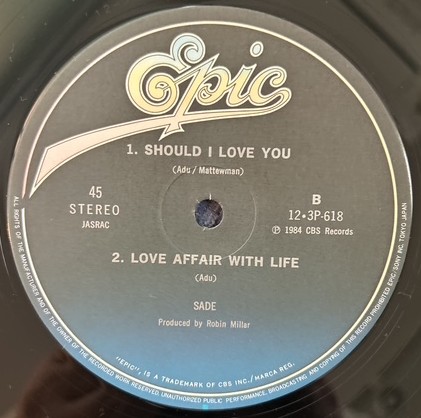 Epic
1. SHOULD I LOVE YOU
(Adu / Mattewman)
45
STEREO
JASRAC
B
12•3P-618
Ⓟ 1984 CBS Records
2. LOVE AFFAIR WITH LIFE
(Adu)
SADE
Produced by Robin Millar
"EPIC", IS A TRADEMARK OF CBS INC./MARCA REG.
ALL RIGHTS OF THE MANUFACTURER AND OF THE OWNER OF THE RECORDED WORK RESERVED. UNAUTHORIZED PUBLIC PERFORMANCE, BROADCASTING AND COPYING OF THIS RECORD PROHIBITED EPIC/SONY INC. TOKYO JAPAN